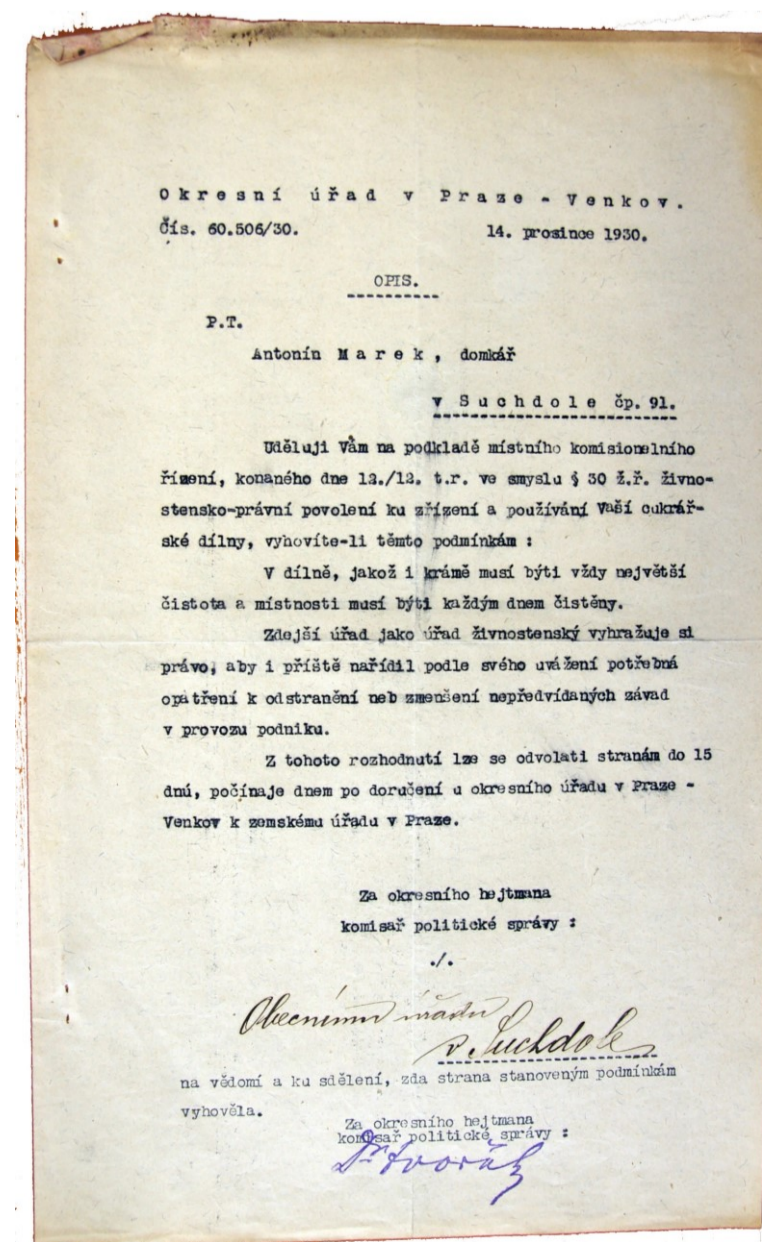 Okresní úřad v Praze - Venkov.
Čís. 60.506/30. 14. prosince 1930.
OPIS.
P.T.
Antonín Marek, domkář
v Suchdole čp. 91.
Uděluji Vám na podkladě místního komisionelního
řízení, konaného dne 12./12. t.r. ve smyslu § 30 ž.ř. živno-
stensko-právní povolení ku zřízení a používání Vaší cukrář-
ské dílny, vyhovíte-li těmto podmínkám :
V dílně, jakož i krámě musí býti vždy největší
čistota a místnosti musí býti každým dnem čistěny.
Zdejší úřad jako úřad živnostenský vyhražuje si
právo, aby i příště nařídil podle svého uvážení potřebná
opatření k odstranění neb zmenšení nepředvídaných závad
v provozu podniku.
Z tohoto rozhodnutí lze se odvolati stranám do 15
dnú, počínaje dnem po doručení u okresního úřadu v Praze -
Venkov k zemskému úřadu v Praze.
Za okresního hejtmana
komisař politické správy :
./.
Obecnímu úřadu
v Suchdole
na vědomí a ku sdělení, zda strana stanoveným podmínkám
vyhověla.
Za okresního hejtmana
komisař politické správy :
Dvořák